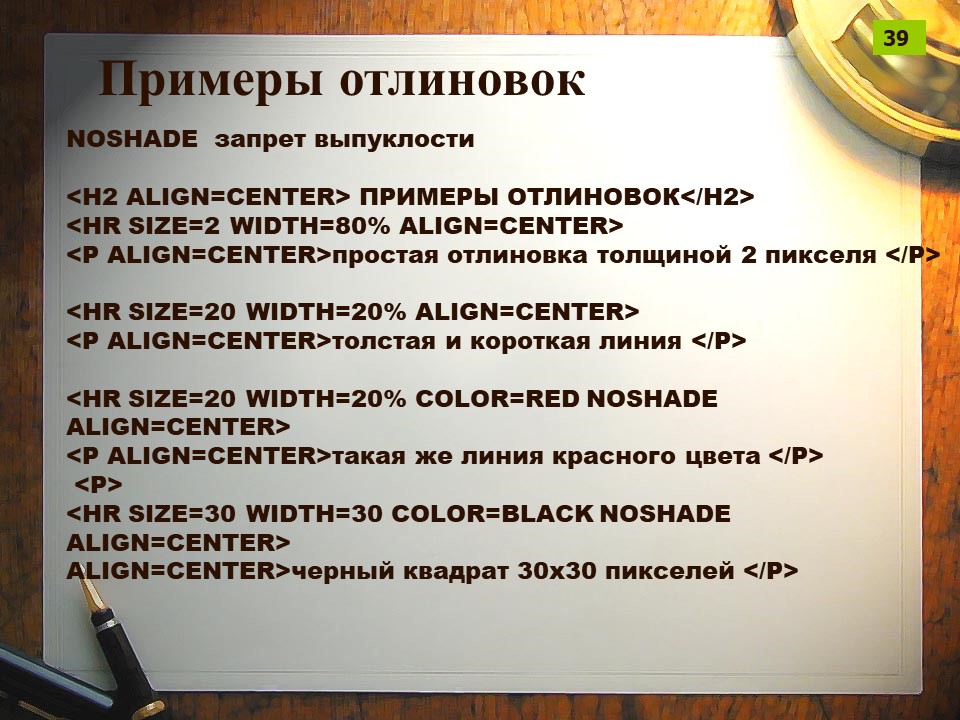 39
Примеры отлиновок
NOSHADE запрет выпуклости
<H2 ALIGN=CENTER> ПРИМЕРЫ ОТЛИНОВОК</H2>
<HR SIZE=2 WIDTH=80% ALIGN=CENTER>
<P ALIGN=CENTER>простая отлиновка толщиной 2 пикселя </P>
<HR SIZE=20 WIDTH=20% ALIGN=CENTER>
<P ALIGN=CENTER>толстая и короткая линия </P>
<HR SIZE=20 WIDTH=20% COLOR=RED NOSHADE
ALIGN=CENTER>
<P ALIGN=CENTER>такая же линия красного цвета </P>
<P>
<HR SIZE=30 WIDTH=30 COLOR=BLACK NOSHADE
ALIGN=CENTER>
ALIGN=CENTER>черный квадрат 30х30 пикселей </P>